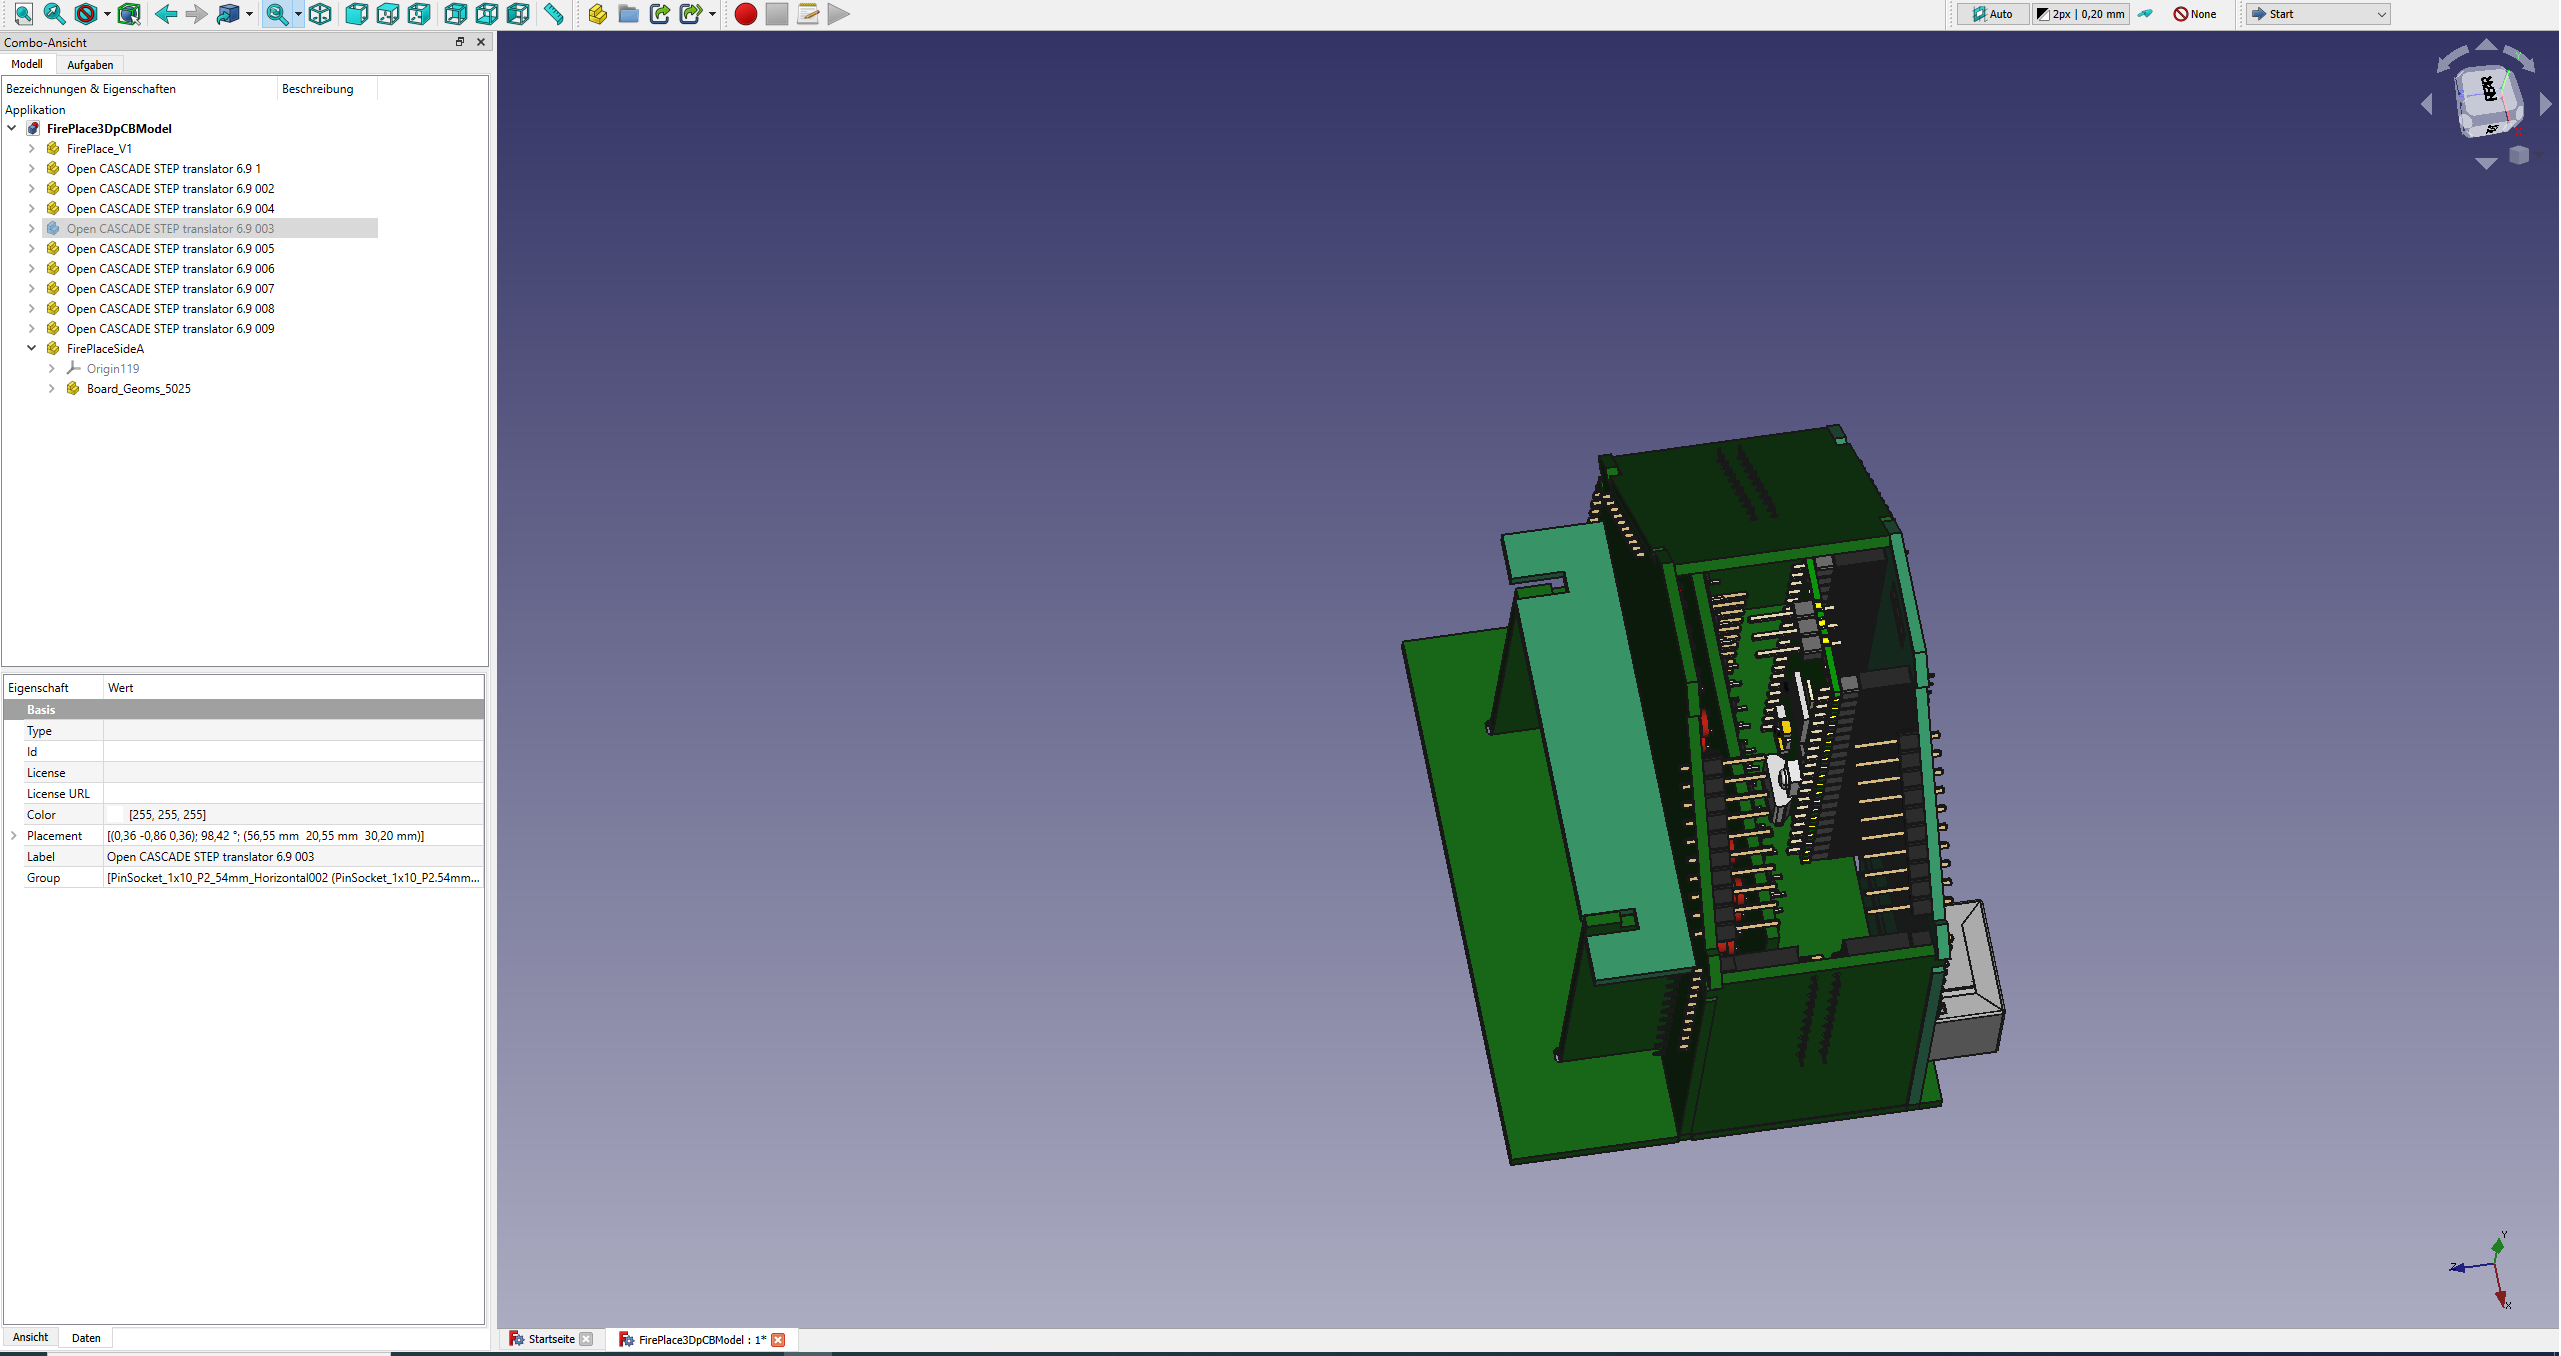 Auto
2px | 0,20 mm
None
Start
Combo-Ansicht
Modell
Aufgaben
Bezeichnungen & Eigenschaften
Beschreibung
Applikation
FirePlace3DpCBModel
FirePlace_V1
Open CASCADE STEP translator 6.9 1
Open CASCADE STEP translator 6.9 002
Open CASCADE STEP translator 6.9 004
Open CASCADE STEP translator 6.9 003
Open CASCADE STEP translator 6.9 005
Open CASCADE STEP translator 6.9 006
Open CASCADE STEP translator 6.9 007
Open CASCADE STEP translator 6.9 008
Open CASCADE STEP translator 6.9 009
FirePlaceSideA
Origin119
Board_Geoms_5025
Eigenschaft
Wert
Basis
Type
Id
License
License URL
Color
[255, 255, 255]
Placement
[(0,36 -0,86 0,36); 98,42 °; (56,55 mm  20,55 mm  30,20 mm)]
Label
Open CASCADE STEP translator 6.9 003
Group
[PinSocket_1x10_P2_54mm_Horizontal002 (PinSocket_1x10_P2.54mm...
Ansicht
Daten
Startseite
FirePlace3DpCBModel : 1*
REAR
Y
Z
X